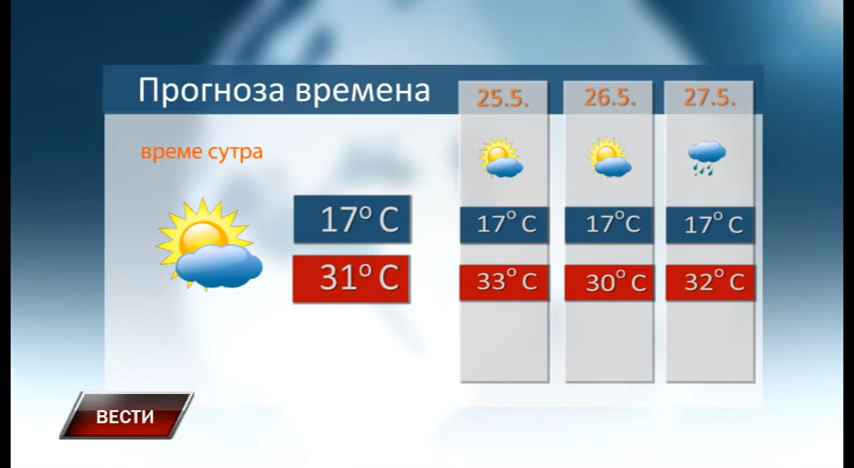 Прогноза времена
време сутра
17° C
31° C
25.5.
17° C
33° C
26.5.
17°C
30° C
27.5.
17° C
32° C
ВЕСТИ